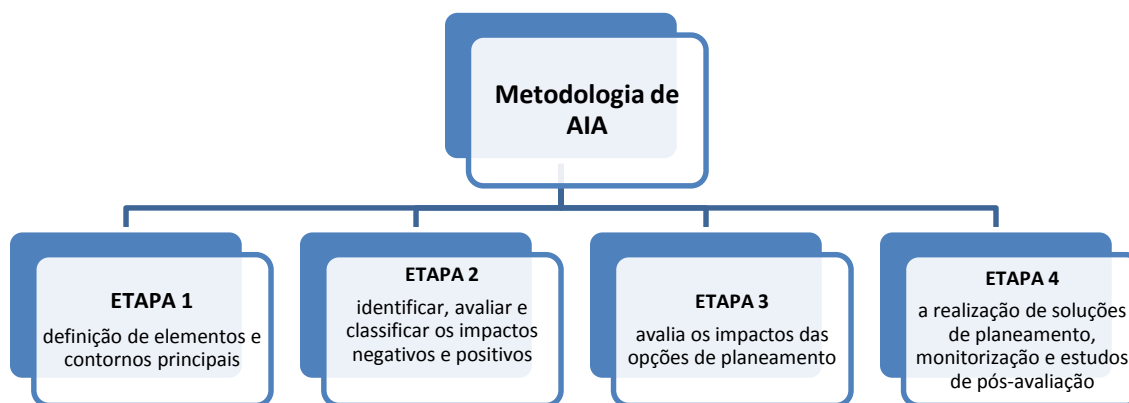 Metodologia de
AIA
ETAPA 1
definição de elementos e
contornos principais
ETAPA 2
identificar, avaliar e
classificar os impactos
negativos e positivos
ETAPA 3
avalia os impactos das
opções de planeamento
ETAPA 4
a realização de soluções
de planeamento,
monitorização e estudos
de pós-avaliação